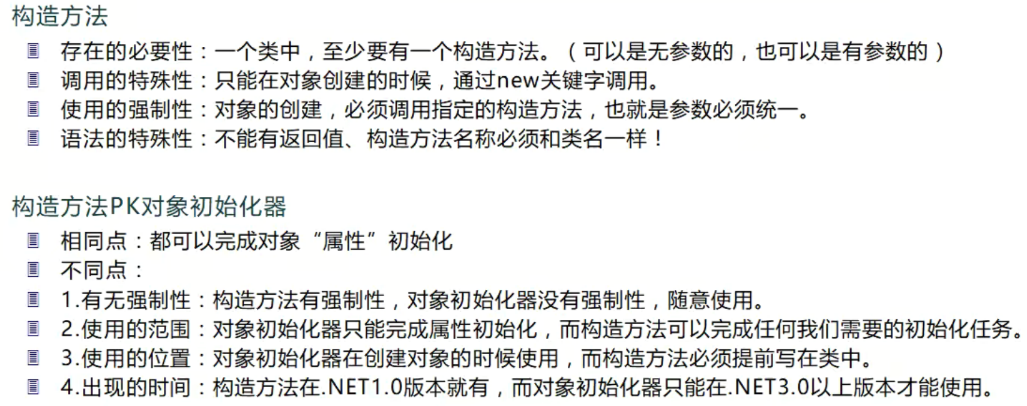 构造方法
存在的必要性：一个类中，至少要有一个构造方法。（可以是无参数的，也可以是有参数的）
调用的特殊性：只能在对象创建的时候，通过new关键字调用。
使用的强制性：对象的创建，必须调用指定的构造方法，也就是参数必须统一。
语法的特殊性：不能有返回值、构造方法名称必须和类名一样！
构造方法PK对象初始化器
相同点：都可以完成对象“属性”初始化
不同点：
1.有无强制性：构造方法有强制性，对象初始化器没有强制性，随意使用。
2.使用的范围：对象初始化器只能完成属性初始化，而构造方法可以完成任何我们需要的初始化任务。
3.使用的位置：对象初始化器在创建对象的时候使用，而构造方法必须提前写在类中。
4.出现的时间：构造方法在.NET1.0版本就有，而对象初始化器只能在.NET3.0以上版本才能使用。